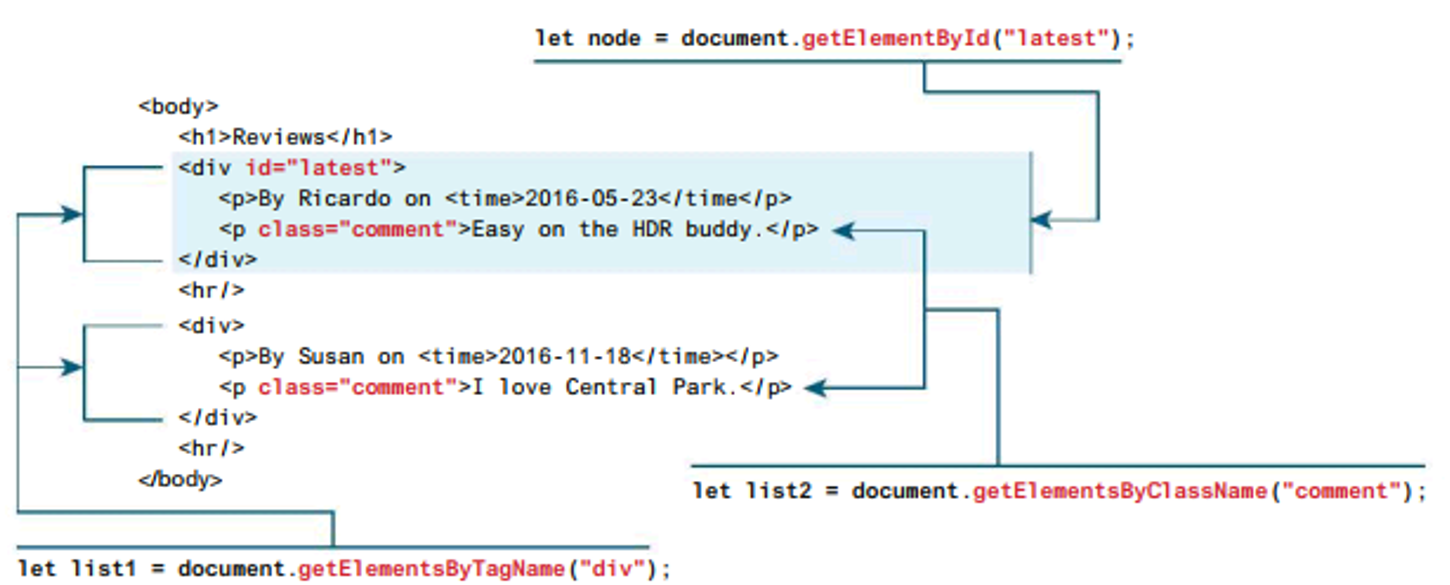 let node = document.getElementById("latest");
<body>
<h1>Reviews</h1>
<div id="latest">
<p>By Ricardo on <time>2016-05-23</time</p>
<p class="comment">Easy on the HDR buddy.</p>
</div>
<hr/>
<div>
<p>By Susan on <time>2016-11-18</time></p>
<p class="comment">I love Central Park.</p>
</div>
<hr/>
</body>
let list2 = document.getElementsByClassName("comment");
let list1 = document.getElementsByTagName("div");